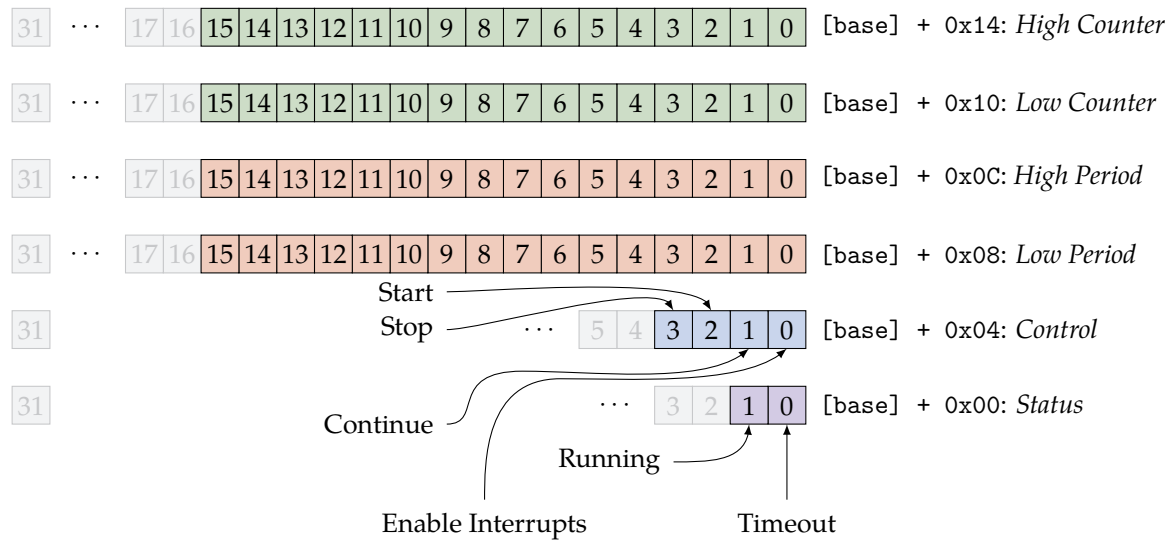 31 ··· 17 16 15 14 13 12 11 10 9 8 7 6 5 4 3 2 1 0 [base] + 0x14: High Counter
31 ··· 17 16 15 14 13 12 11 10 9 8 7 6 5 4 3 2 1 0 [base] + 0x10: Low Counter
31 ··· 17 16 15 14 13 12 11 10 9 8 7 6 5 4 3 2 1 0 [base] + 0x0C: High Period
31 ··· 17 16 15 14 13 12 11 10 9 8 7 6 5 4 3 2 1 0 [base] + 0x08: Low Period
Start
Stop
31 ··· 5 4 3 2 1 0 [base] + 0x04: Control
31 ··· 3 2 1 0 [base] + 0x00: Status
Continue
Running
Enable Interrupts
Timeout